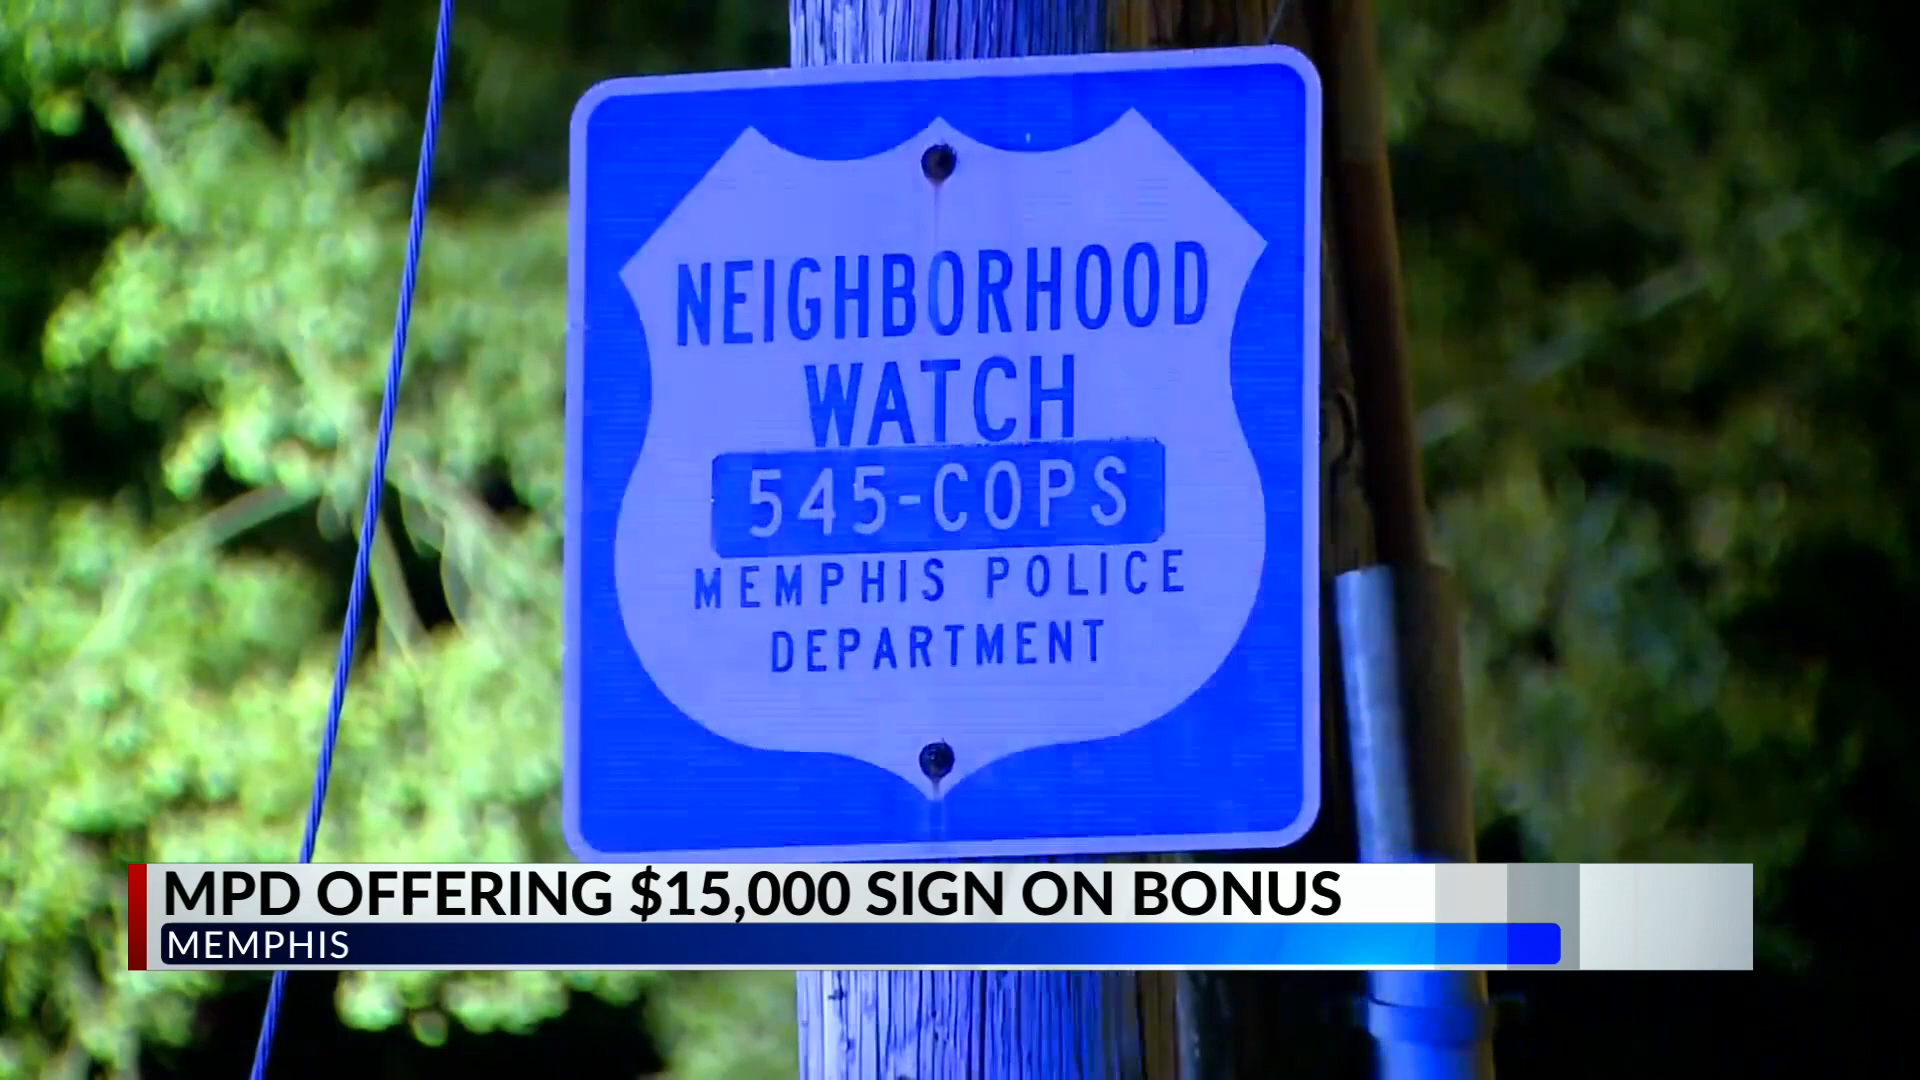 NEIGHBORHOOD
WATCH
545-COPS
MEMPHIS POLICE
DEPARTMENT
MPD OFFERING $15,000 SIGN ON BONUS
MEMPHIS